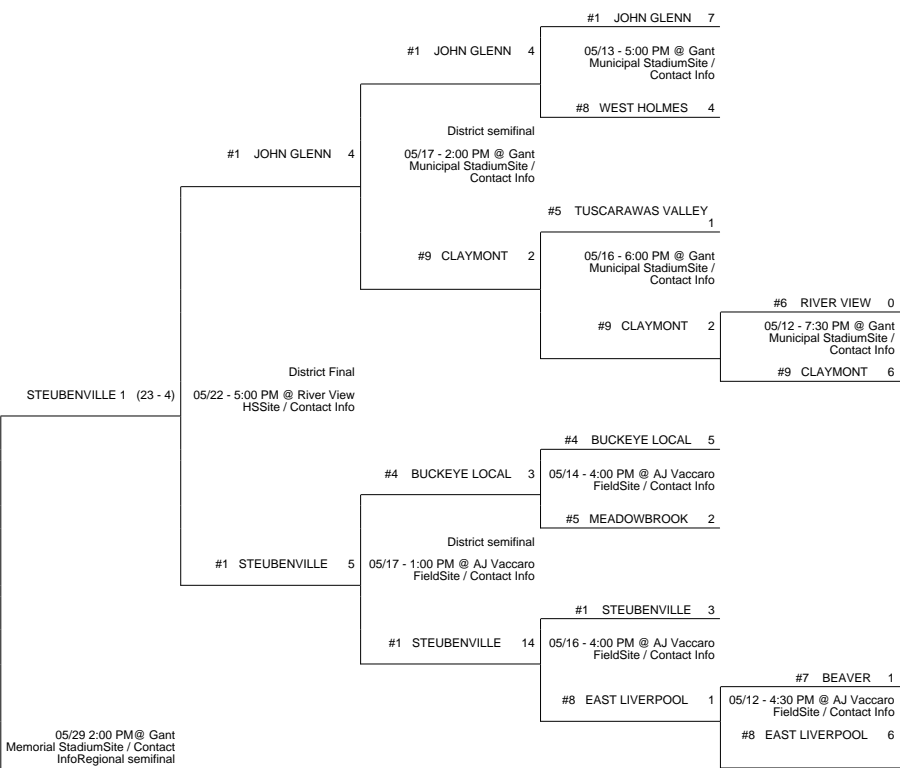 #1 JOHN GLENN 7
#1 JOHN GLENN 4
05/13 - 5:00 PM @ Gant
Municipal StadiumSite /
Contact Info
#8 WEST HOLMES 4
District semifinal
#1 JOHN GLENN 4
05/17 - 2:00 PM @ Gant
Municipal StadiumSite /
Contact Info
#5 TUSCARAWAS VALLEY
1
#9 CLAYMONT 2
05/16 - 6:00 PM @ Gant
Municipal StadiumSite /
Contact Info
#6 RIVER VIEW 0
#9 CLAYMONT 2
05/12 - 7:30 PM @ Gant
Municipal StadiumSite /
Contact Info
#9 CLAYMONT 6
District Final
STEUBENVILLE 1 (23 - 4)
05/22 - 5:00 PM @ River View
HSSite / Contact Info
#4 BUCKEYE LOCAL 5
#4 BUCKEYE LOCAL 3
05/14 - 4:00 PM @ AJ Vaccaro
FieldSite / Contact Info
#5 MEADOWBROOK 2
District semifinal
#1 STEUBENVILLE 5
05/17 - 1:00 PM @ AJ Vaccaro
FieldSite / Contact Info
#1 STEUBENVILLE 3
#1 STEUBENVILLE 14
05/16 - 4:00 PM @ AJ Vaccaro
FieldSite / Contact Info
#7 BEAVER 1
#8 EAST LIVERPOOL 1
05/12 - 4:30 PM @ AJ Vaccaro
FieldSite / Contact Info
#8 EAST LIVERPOOL 6
05/29 2:00 PM@ Gant
Memorial StadiumSite / Contact
InfoRegional semifinal